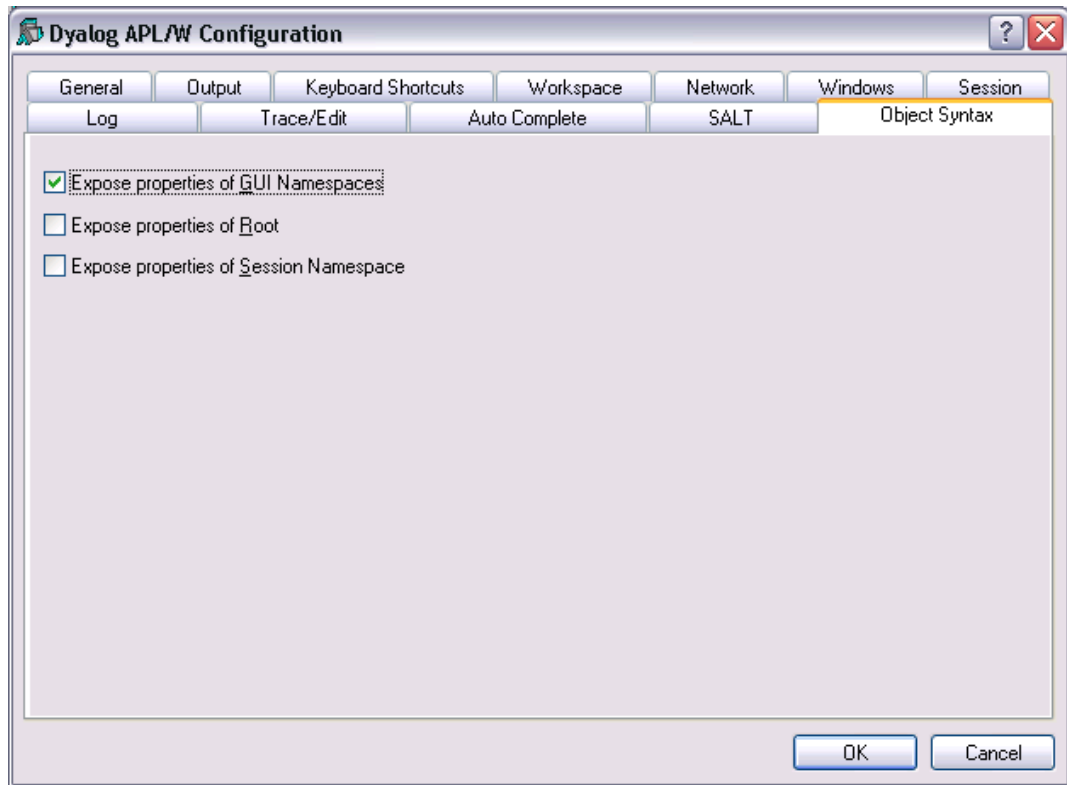 Dyalog APL/W Configuration
General Output Keyboard Shortcuts Workspace Network Windows Session
Log Trace/Edit Auto Complete SALT Object Syntax
Expose properties of GUI Namespaces
Expose properties of Root
Expose properties of Session Namespace
OK Cancel